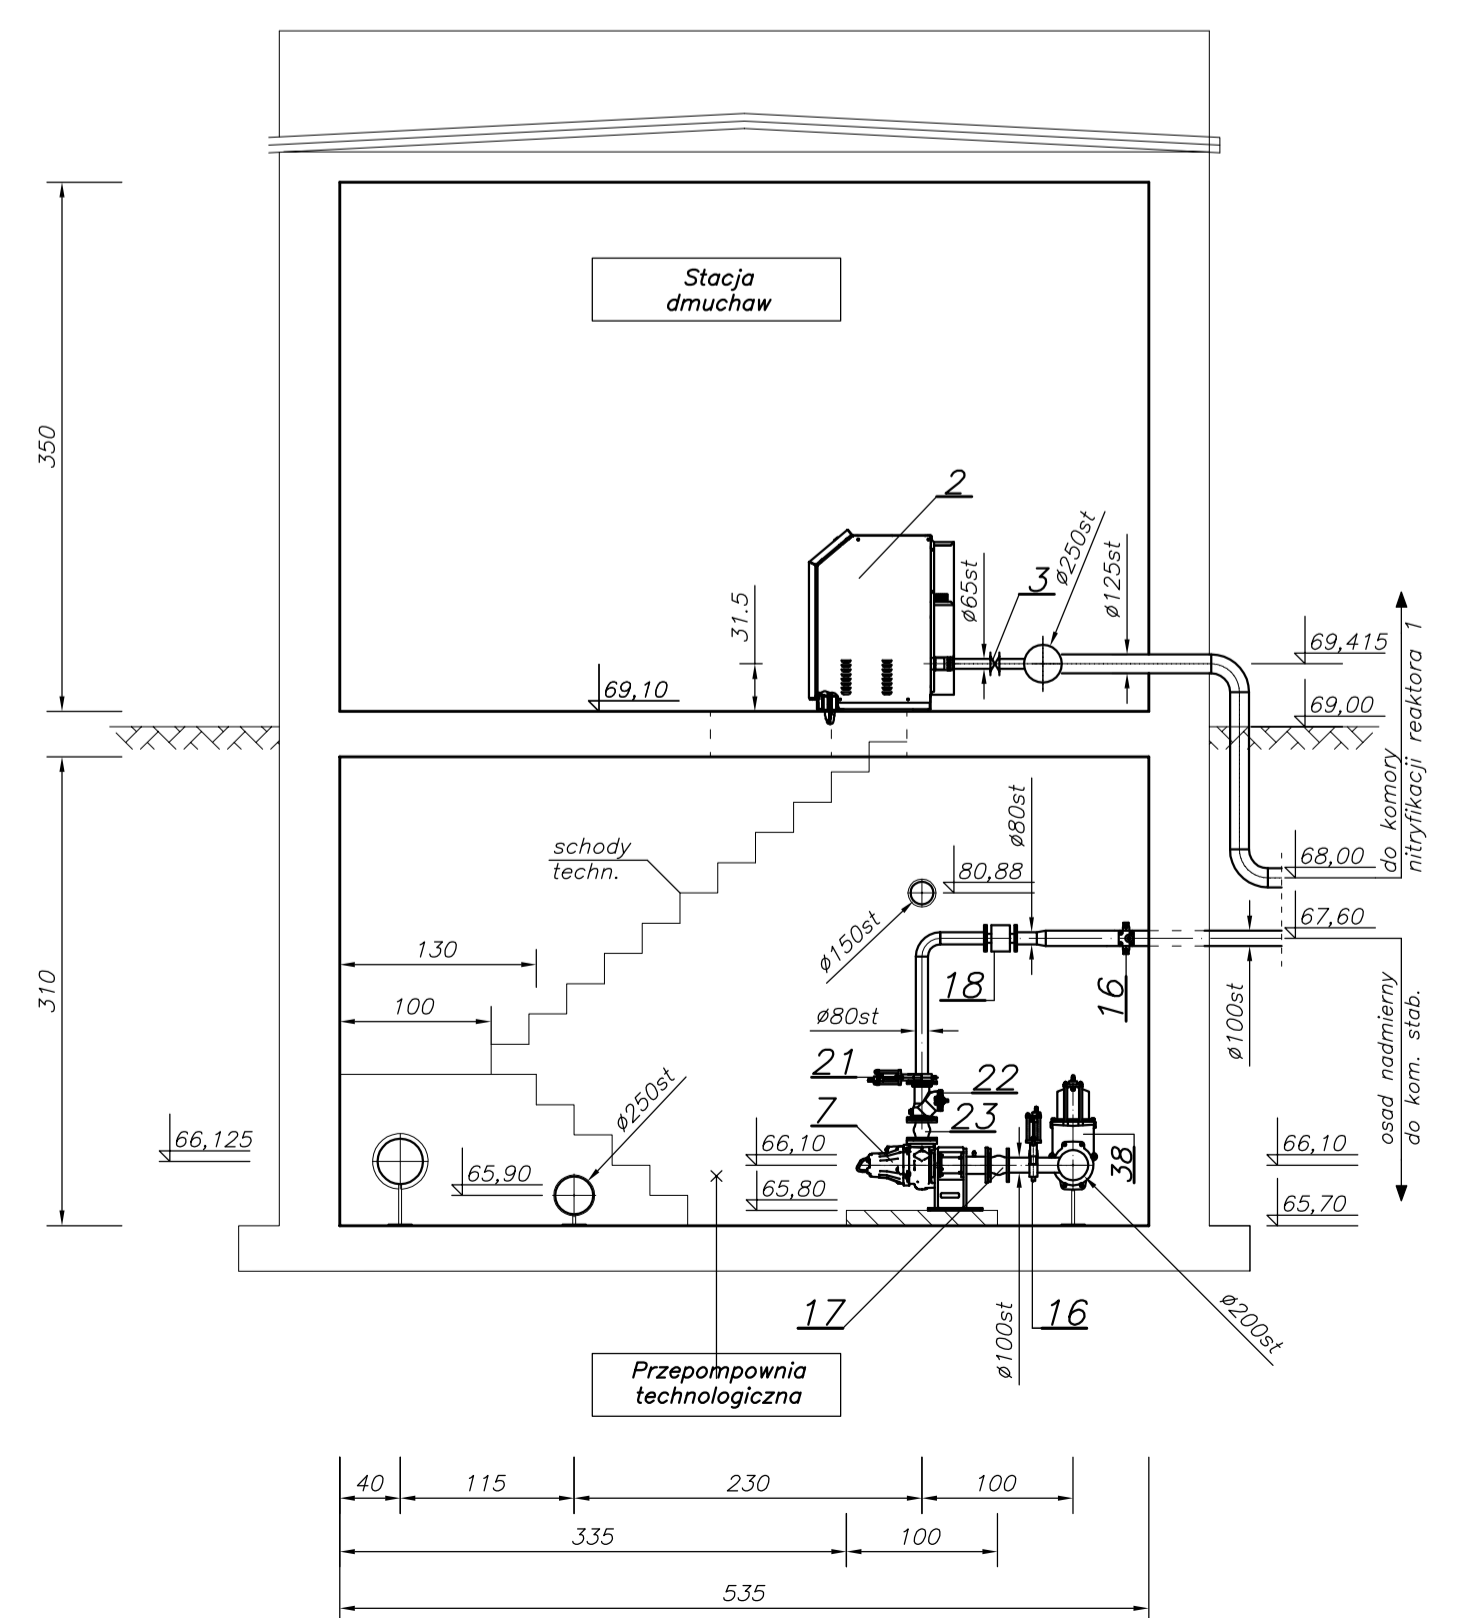 Stacja
dmuchaw
350
2
ø65st
3
ø250st
ø125st
31.5
69,10
69,415
69,00
do komory
nitryfikacji reaktora 1
68,00
67,60
schody
techn.
ø80st
80,88
ø150st
130
100
310
18
16
ø80st
ø100st
osad nadmierny
do kom. stab.
21
22
7
23
ø250st
66,125
65,90
66,10
65,80
38
66,10
65,70
17
ø100st
16
ø200st
Przepompownia
technologiczna
40
115
230
100
335
100
535